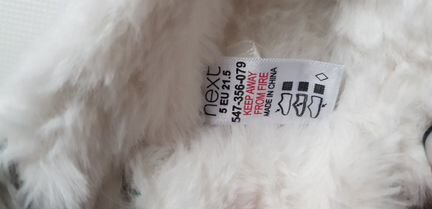 next
5 EU 21.5
547-356-079
KEEP AWAY
FROM FIRE
MADE IN CHINA